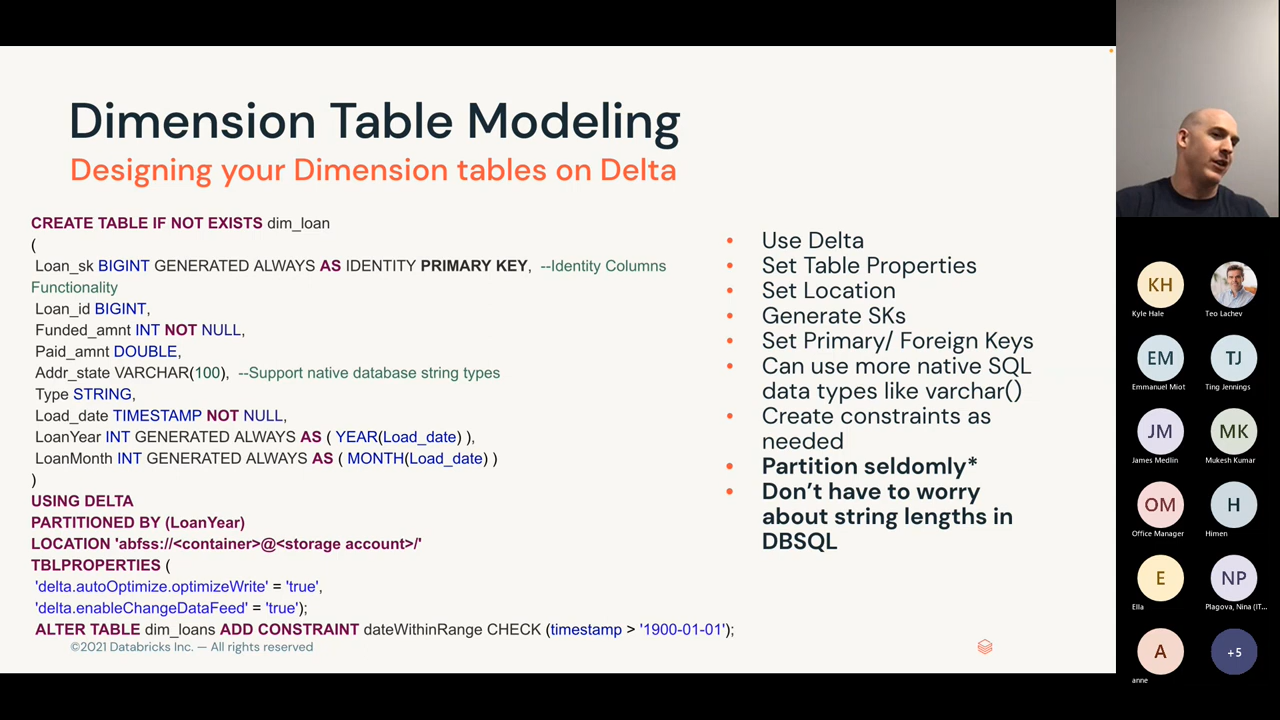 Dimension Table Modeling
Designing your Dimension tables on Delta
CREATE TABLE IF NOT EXISTS dim_loan
(
Loan_sk BIGINT GENERATED ALWAYS AS IDENTITY PRIMARY KEY, --Identity Columns
Functionality
Loan_id BIGINT,
Funded_amnt INT NOT NULL,
Paid_amnt DOUBLE,
Addr_state VARCHAR(100), --Support native database string types
Type STRING,
Load_date TIMESTAMP NOT NULL,
LoanYear INT GENERATED ALWAYS AS ( YEAR(Load_date) ),
LoanMonth INT GENERATED ALWAYS AS ( MONTH(Load_date) )
)
USING DELTA
PARTITIONED BY (LoanYear)
LOCATION 'abfss://<container>@<storage account>/'
TBLPROPERTIES (
'delta.autoOptimize.optimizeWrite' = 'true',
'delta.enableChangeDataFeed' = 'true');
ALTER TABLE dim_loans ADD CONSTRAINT dateWithinRange CHECK (timestamp > '1900-01-01');
©2021 Databricks Inc. — All rights reserved
• Use Delta
• Set Table Properties
• Set Location
• Generate SKs
• Set Primary/ Foreign Keys
• Can use more native SQL
data types like varchar()
• Create constraints as
needed
• Partition seldomly*
• Don't have to worry
about string lengths in
DBSQL
KH
Kyle Hale
Teo Lachev
EM
Emmanuel Miot
TJ
Ting Jennings
JM
James Medlin
MK
Mukesh Kumar
OM
Office Manager
H
Himen
E
Ella
NP
Plagova, Nina (IT...
A
anne
+5